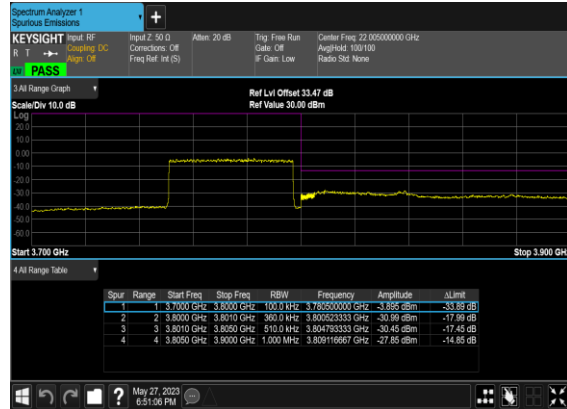 Spectrum Analyzer 1
Spurious Emissions
+
KEYSIGHT Input: RF
R T Coupling: DC
Align: Off
Input Z: 50 Ω
Corrections: Off
Freq Ref: Int (S)
Atten: 20 dB
Trig: Free Run
Gate: Off
IF Gain: Low
Center Freq: 22.005000000 GHz
Avg|Hold: 100/100
Radio Std: None
PASS
3 All Range Graph
Scale/Div 10.0 dB
Ref Lvl Offset 33.47 dB
Ref Value 30.00 dBm
Log
20.0
10.0
0.00
-10.0
-20.0
-30.0
-40.0
-50.0
-60.0
Start 3.700 GHz
Stop 3.900 GH
4 All Range Table
Spur Range Start Freq Stop Freq RBW Frequency Amplitude ΔLimit
1 1 3.7000 GHz 3.8000 GHz 100.0 kHz 3.780500000 GHz -3.895 dBm -33.89 dB
2 2 3.8000 GHz 3.8010 GHz 360.0 kHz 3.800523333 GHz -30.99 dBm -17.99 dB
3 3 3.8010 GHz 3.8050 GHz 510.0 kHz 3.804793333 GHz -30.45 dBm -17.45 dB
4 4 3.8050 GHz 3.9000 GHz 1.000 MHz 3.809116667 GHz -27.85 dBm -14.85 dB
?
May 27, 2023
6:51:06 PM